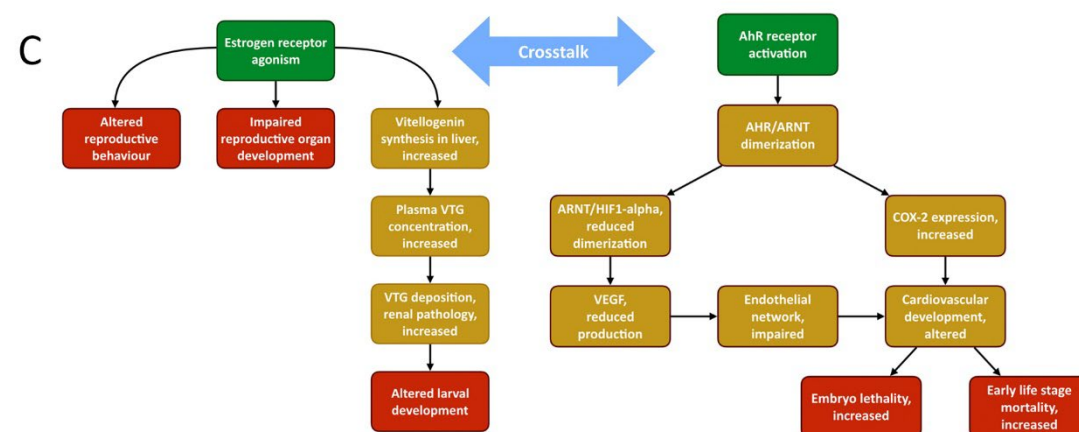 C
Estrogen receptor
agonism
Crosstalk
AhR receptor
activation
Altered
reproductive
behaviour
Impaired
reproductive organ
development
Vitellogenin
synthesis in liver,
increased
AHR/ARNT
dimerization
Plasma VTG
concentration,
increased
ARNT/HIF1-alpha,
reduced
dimerization
COX-2 expression,
increased
VTG deposition,
renal pathology,
increased
VEGF,
reduced
production
Endothelial
network,
impaired
Cardiovascular
development,
altered
Altered larval
development
Embryo lethality,
increased
Early life stage
mortality,
increased